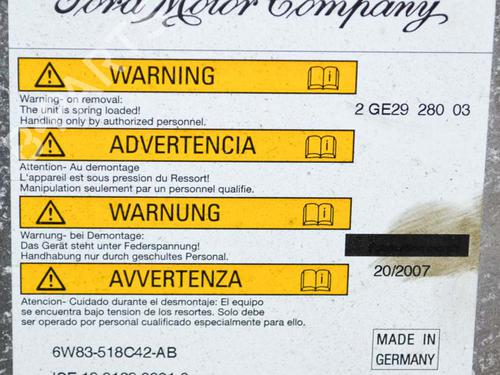 Ford Motor Company
WARNING
Warning- on removal:
The unit is spring loaded!
Handling only by authorized personnel.
2 GE29 280 03
ADVERTENCIA
Attention- Au demontage
L'appareil est sous pression du Ressort!
Manipulation seulement par un personnel qualifie.
WARNUNG
Warnung- bei Demontage:
Das Gerät steht unter Federspannung!
Handhabung nur durch geschultes Personal.
20/2007
AVVERTENZA
Atencion- Cuidado durante el desmontaje: El equipo
se encuentra bajo tension de los resortes. Solo debe
ser operado por personal cualificado especialmente para ello.
6W83-518C42-AB
MADE IN
GERMANY